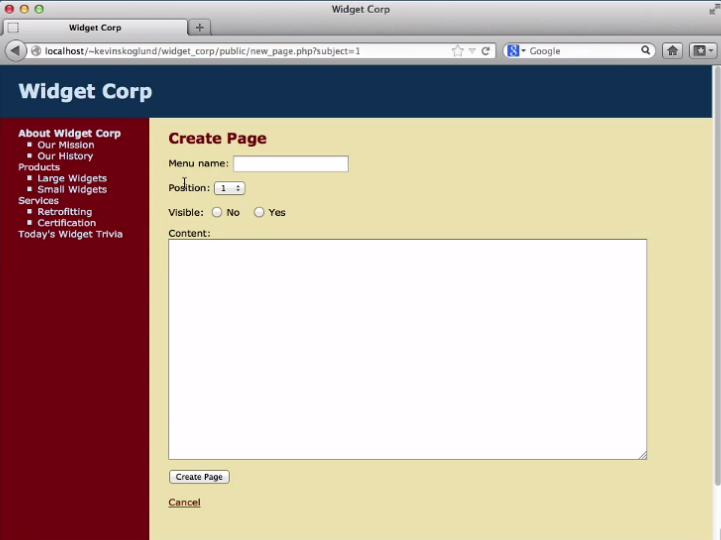 Widget Corp
Widget Corp
localhost/~kevinskoglund/widget_corp/public/new_page.php?subject=1
Google
Widget Corp
About Widget Corp
Our Mission
Our History
Products
Large Widgets
Small Widgets
Services
Retrofitting
Certification
Today's Widget Trivia
Create Page
Menu name:
Position: 1
Visible: No Yes
Content:
Create Page
Cancel